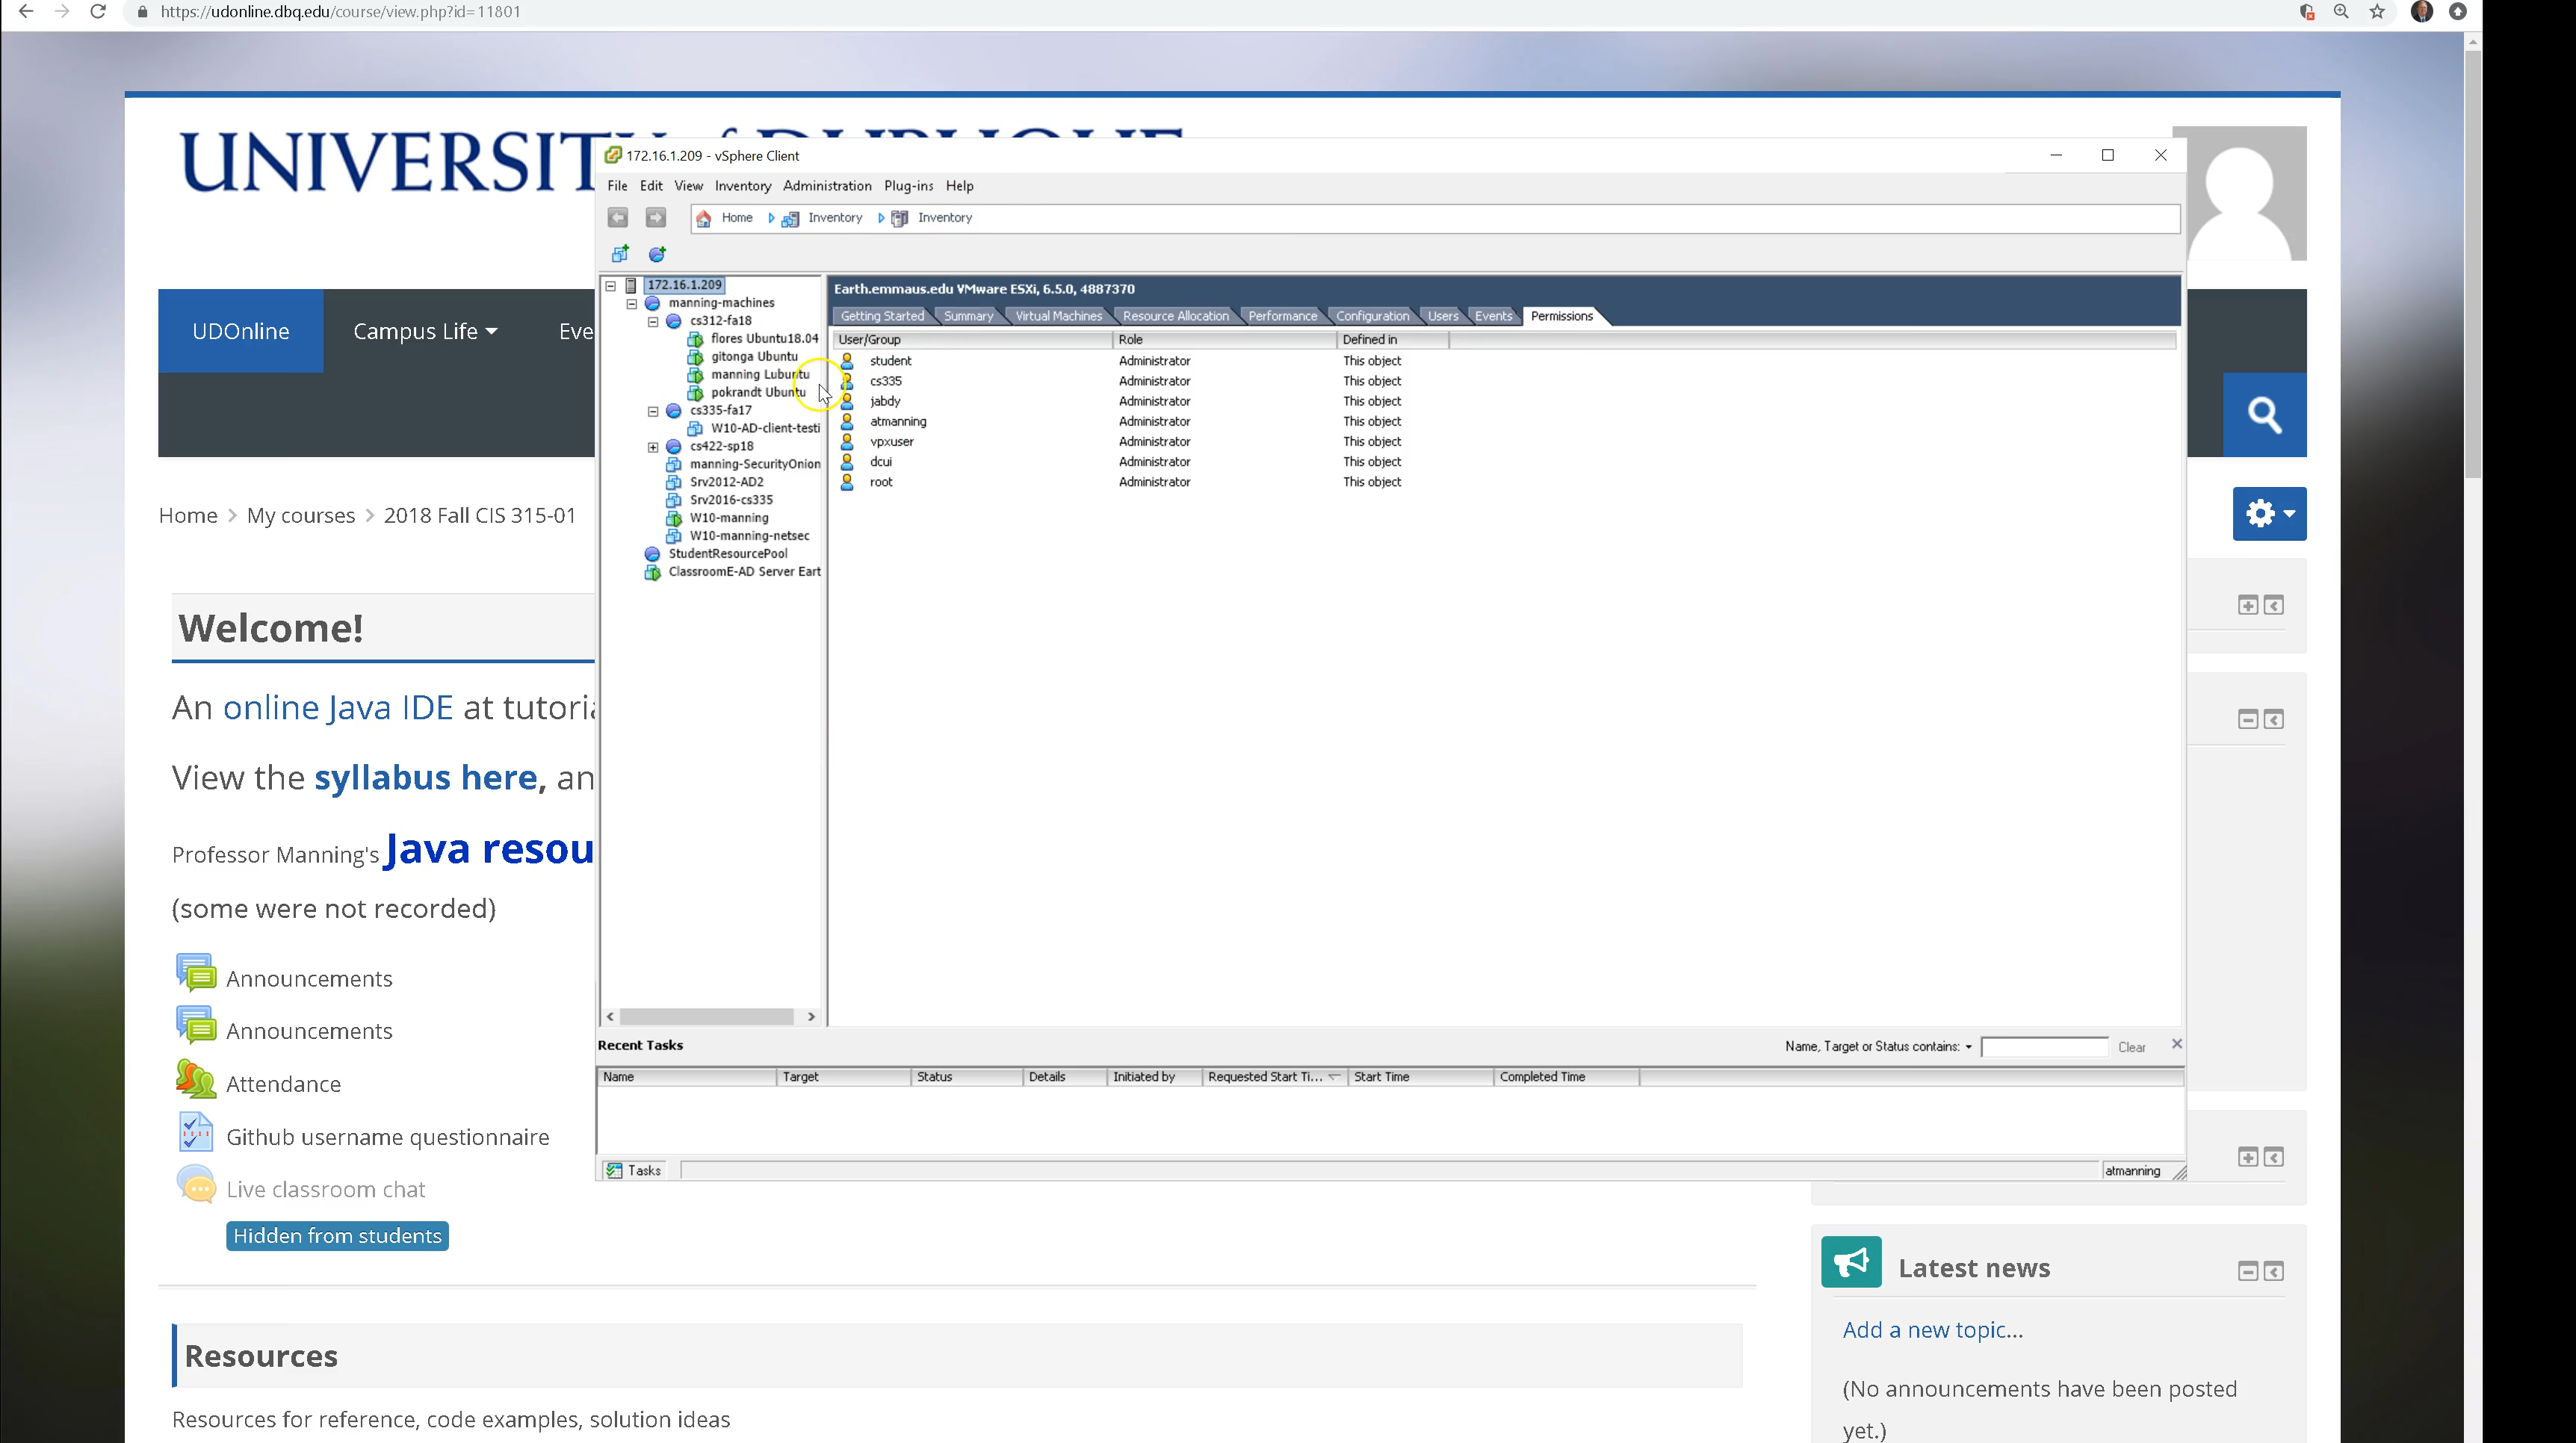 https://udonline.dbq.edu/course/view.php?id=11801
UNIVERSITY of DUBUQUE
172.16.1.209 - vSphere Client
File Edit View Inventory Administration Plug-ins Help
Home Inventory Inventory
172.16.1.209
manning-machines
cs312-fa18
flores Ubuntu18.04
gitonga Ubuntu
manning Lubuntu
pokrandt Ubuntu
cs335-fa17
W10-AD-client-testi
cs422-sp18
manning-SecurityOnion
Srv2012-AD2
Srv2016-cs335
W10-manning
W10-manning-netsec
StudentResourcePool
ClassroomE-AD Server Eart
Earth.emmaus.edu VMware ESXi, 6.5.0, 4887370
Getting Started Summary Virtual Machines Resource Allocation Performance Configuration Users Events Permissions
User/Group Role Defined in
student Administrator This object
cs335 Administrator This object
jabdy Administrator This object
atmanning Administrator This object
vpxuser Administrator This object
dcui Administrator This object
root Administrator This object
Recent Tasks
Name, Target or Status contains: Clear
Name Target Status Details Initiated by Requested Start Ti... Start Time Completed Time
Tasks
atmanning
UDOnline Campus Life Eve
Home > My courses > 2018 Fall CIS 315-01
Welcome!
An online Java IDE at tutoria
View the syllabus here, an
Professor Manning's Java resou
(some were not recorded)
Announcements
Announcements
Attendance
Github username questionnaire
Live classroom chat
Hidden from students
Resources
Resources for reference, code examples, solution ideas
Latest news
Add a new topic...
(No announcements have been posted
yet.)